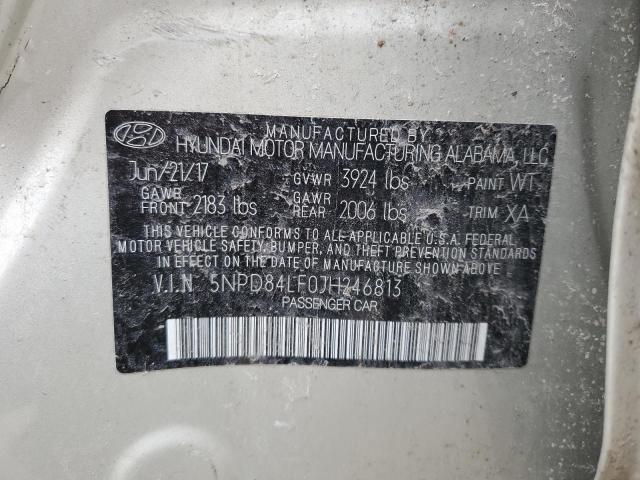 MANUFACTURED BY
HYUNDAI MOTOR MANUFACTURING ALABAMA, LLC
Jun/21/17 GVWR 3924 lbs PAINT WT
GAWR FRONT 2183 lbs GAWR REAR 2006 lbs TRIM XA
THIS VEHICLE CONFORMS TO ALL APPLICABLE U.S.A. FEDERAL
MOTOR VEHICLE SAFETY, BUMPER, AND THEFT PREVENTION STANDARDS
IN EFFECT ON THE DATE OF MANUFACTURE SHOWN ABOVE.
V.I.N 5NPD84LF0JH246813
PASSENGER CAR